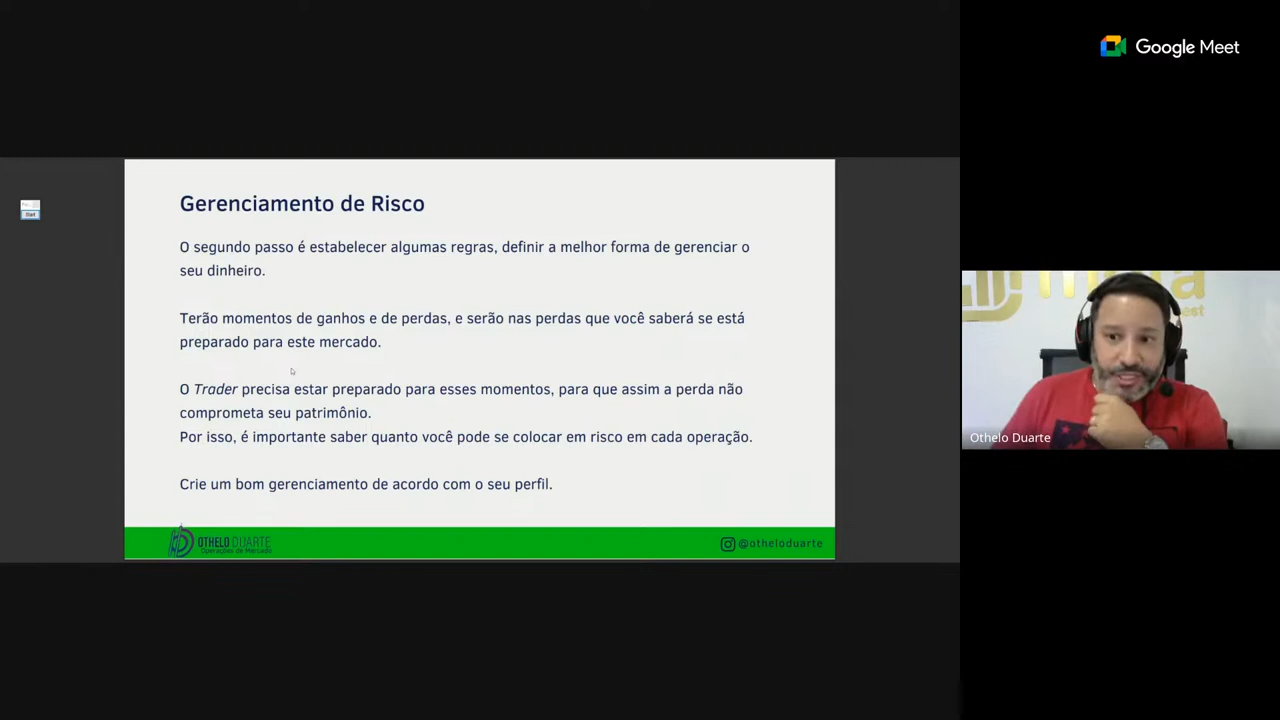 Google Meet
Gerenciamento de Risco
O segundo passo é estabelecer algumas regras, definir a melhor forma de gerenciar o
seu dinheiro.
Terão momentos de ganhos e de perdas, e serão nas perdas que você saberá se está
preparado para este mercado.
O Trader precisa estar preparado para esses momentos, para que assim a perda não
comprometa seu patrimônio.
Por isso, é importante saber quanto você pode se colocar em risco em cada operação.
Crie um bom gerenciamento de acordo com o seu perfil.
OTHELO DUARTE
Operações de Mercado
@otheloduarte
Start
Othelo Duarte